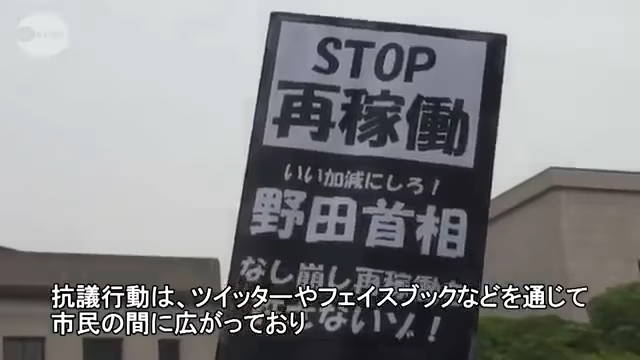 STOP
再稼働
いい加減にしろ!
野田首相
なし崩し再稼働
ないゾ!
抗議行動は、ツイッターやフェイスブックなどを通じて
市民の間に広がっており